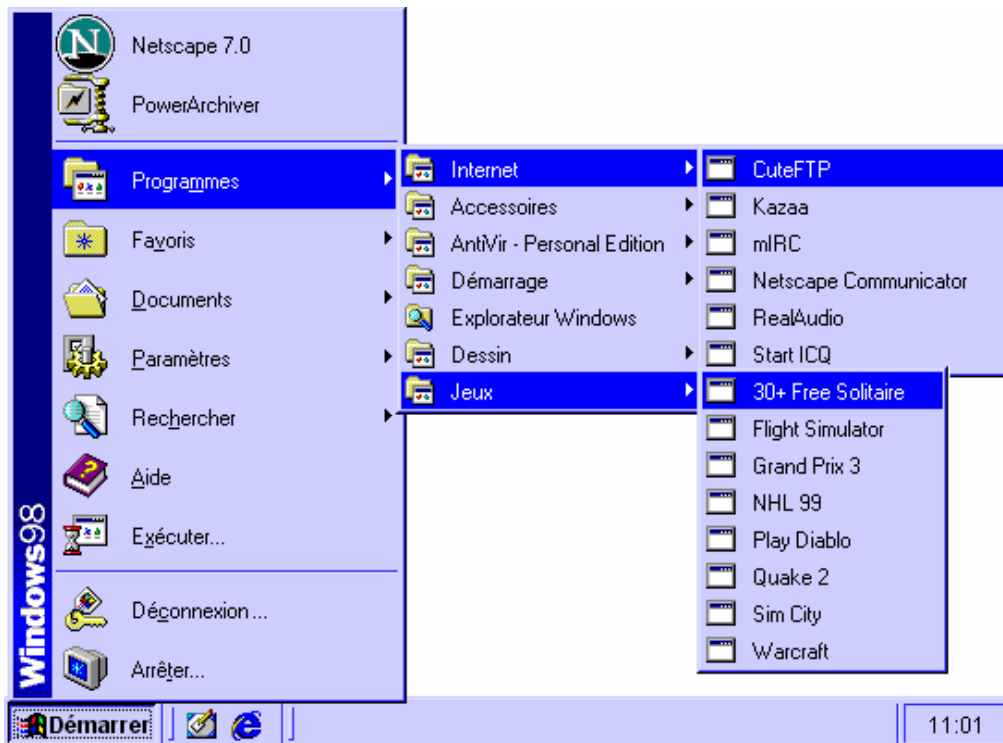 Netscape 7.0
PowerArchiver
Programmes
Favoris
Documents
Paramètres
Rechercher
Aide
Exécuter...
Déconnexion...
Arrêter...
Windows98
Internet
Accessoires
AntiVir - Personal Edition
Démarrage
Explorateur Windows
Dessin
Jeux
CuteFTP
Kazaa
mIRC
Netscape Communicator
RealAudio
Start ICQ
30+ Free Solitaire
Flight Simulator
Grand Prix 3
NHL 99
Play Diablo
Quake 2
Sim City
Warcraft
Démarrer
11:01